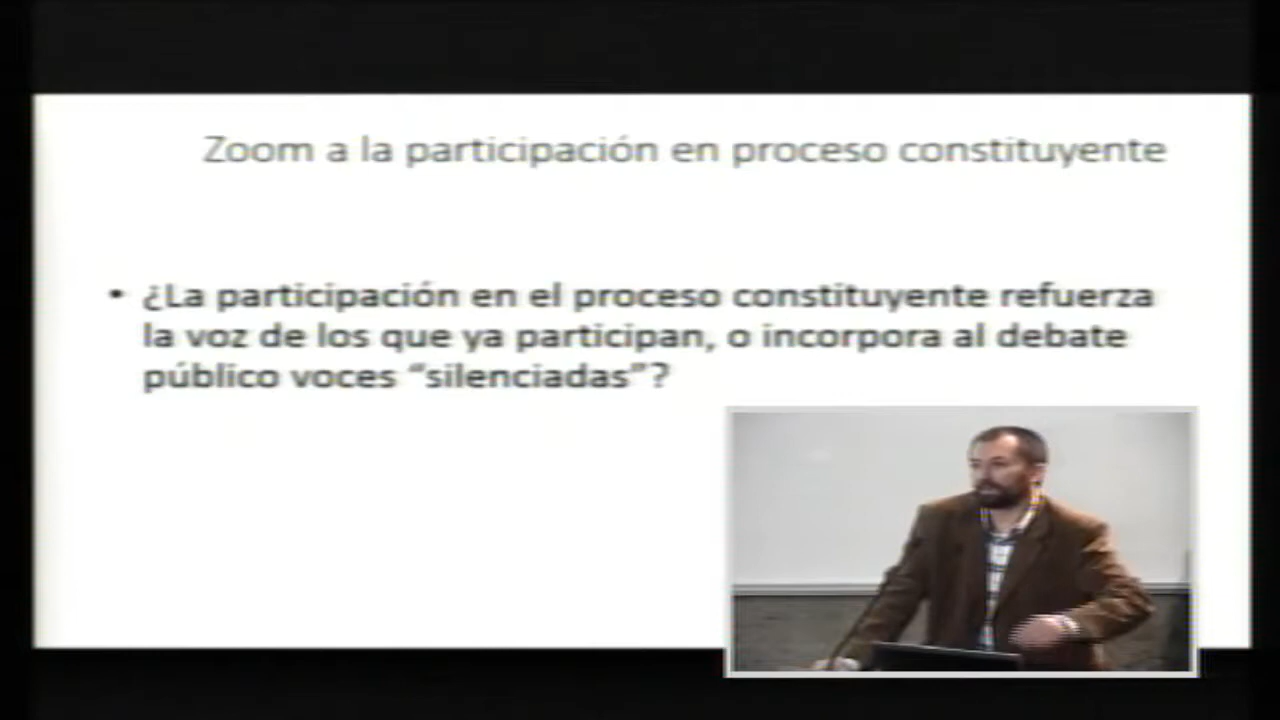 Zoom a la participación en proceso constituyente
• ¿La participación en el proceso constituyente refuerza
la voz de los que ya participan, o incorpora al debate
público voces “silenciadas”?